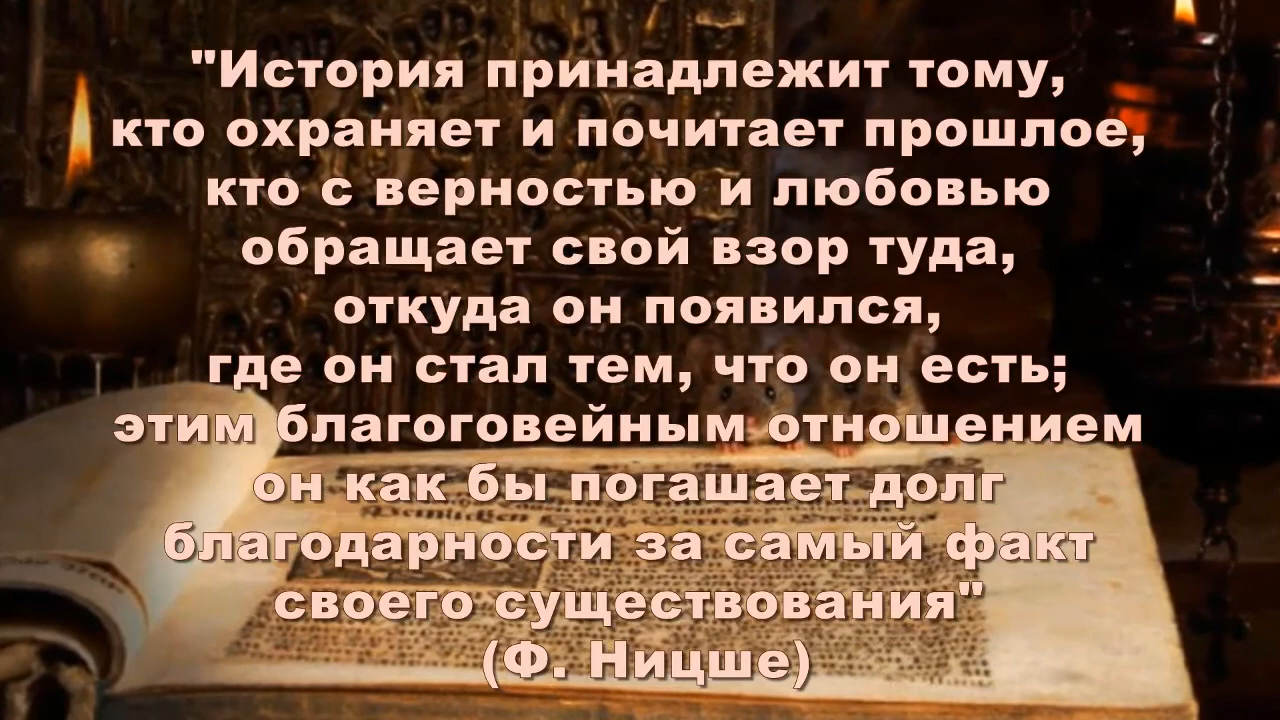 "История принадлежит тому,
кто охраняет и почитает прошлое,
кто с верностью и любовью
обращает свой взор туда,
откуда он появился,
где он стал тем, что он есть;
этим благоговейным отношением
он как бы погашает долг
благодарности за самый факт
своего существования"
(Ф. Ницше)